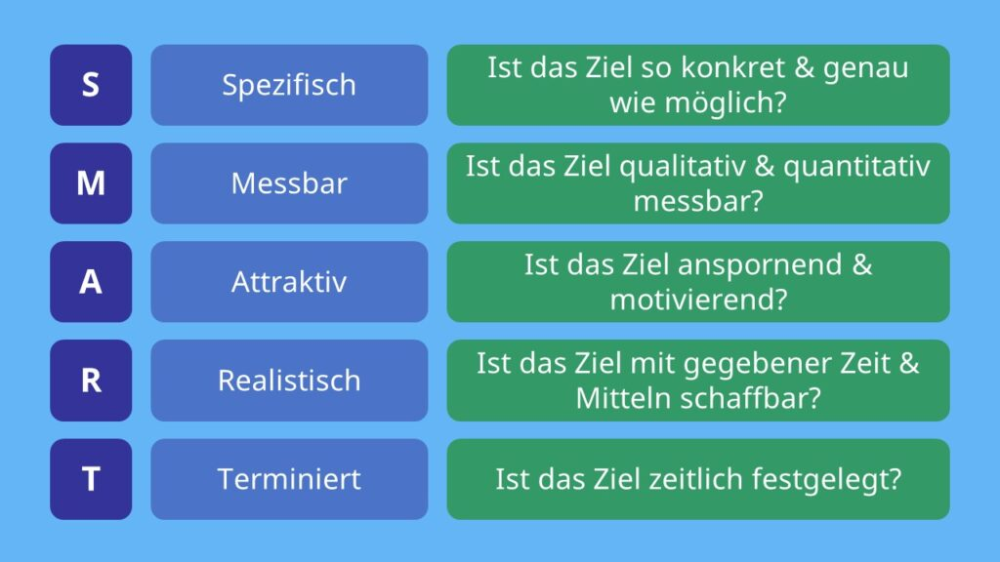 S
Spezifisch
Ist das Ziel so konkret & genau
wie möglich?
M
Messbar
Ist das Ziel qualitativ & quantitativ
messbar?
A
Attraktiv
Ist das Ziel anspornend &
motivierend?
R
Realistisch
Ist das Ziel mit gegebener Zeit &
Mitteln schaffbar?
T
Terminiert
Ist das Ziel zeitlich festgelegt?